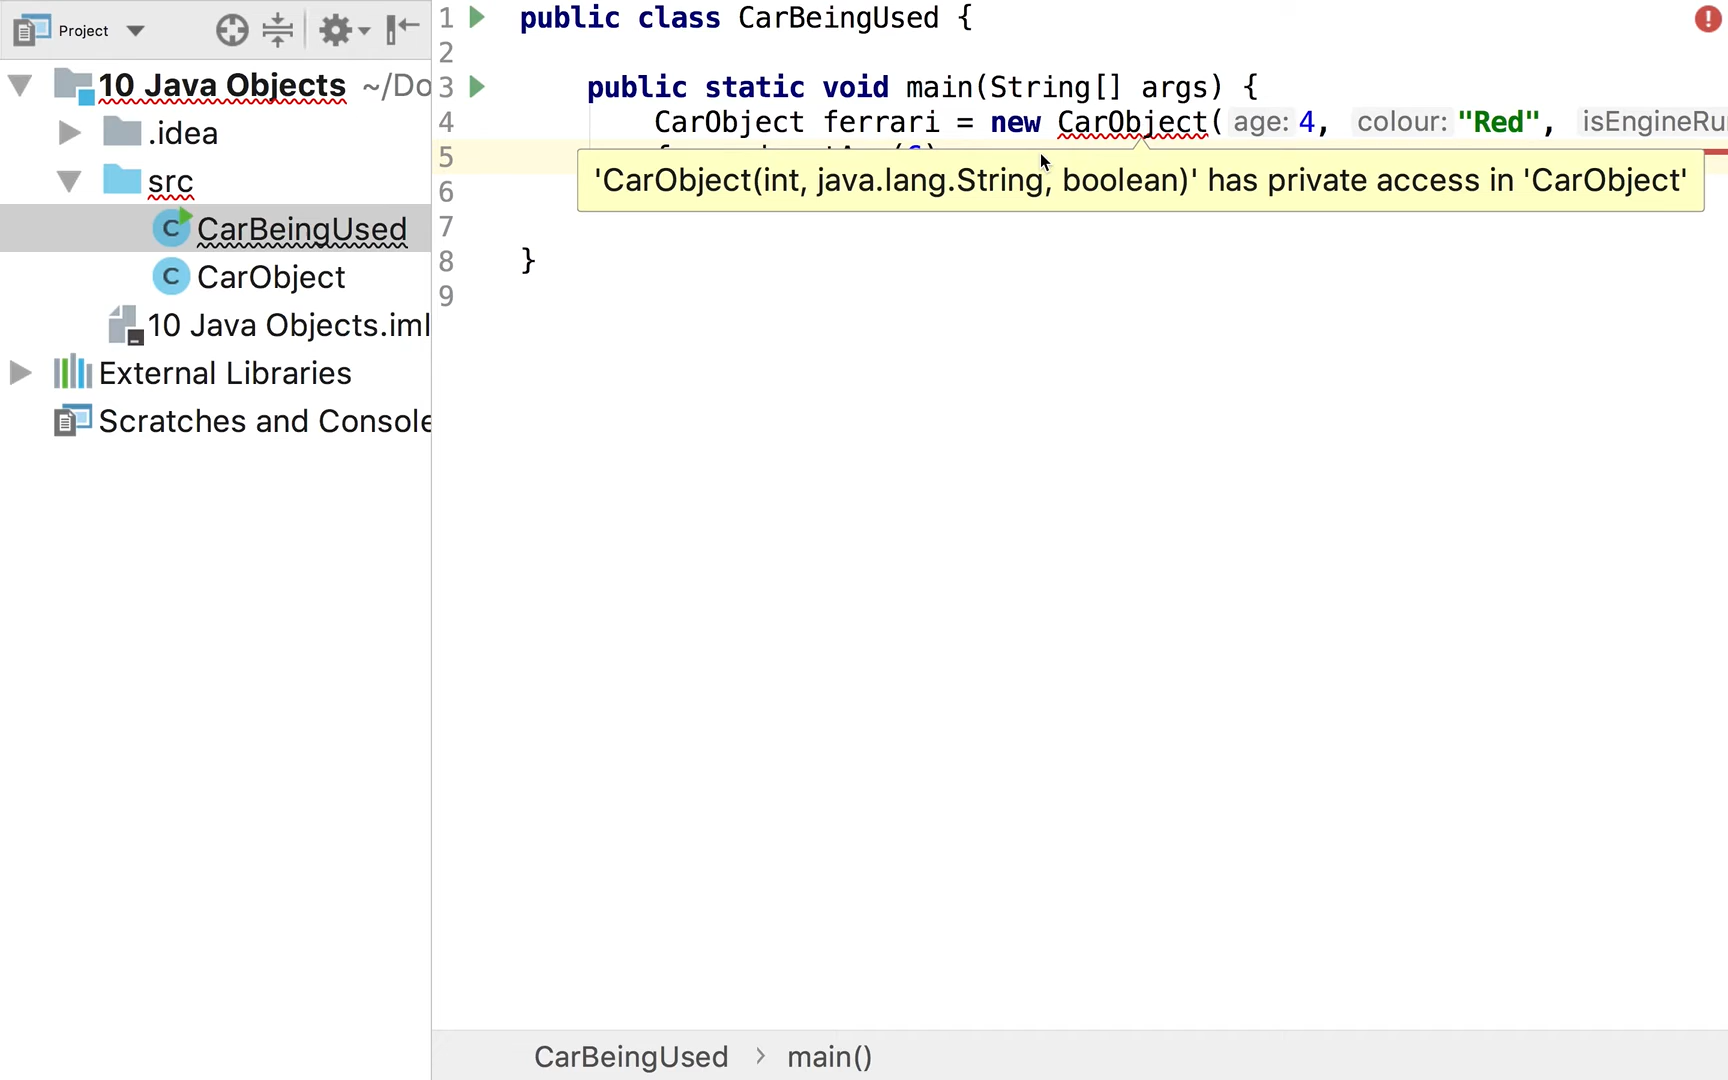 Project
10 Java Objects ~/Do
.idea
src
CarBeingUsed
CarObject
10 Java Objects.iml
External Libraries
Scratches and Console
1 public class CarBeingUsed {
2
3 public static void main(String[] args) {
4 CarObject ferrari = new CarObject( age: 4, colour: "Red", isEngineRu
5
'CarObject(int, java.lang.String, boolean)' has private access in 'CarObject'
6
7
8 }
9
CarBeingUsed > main()